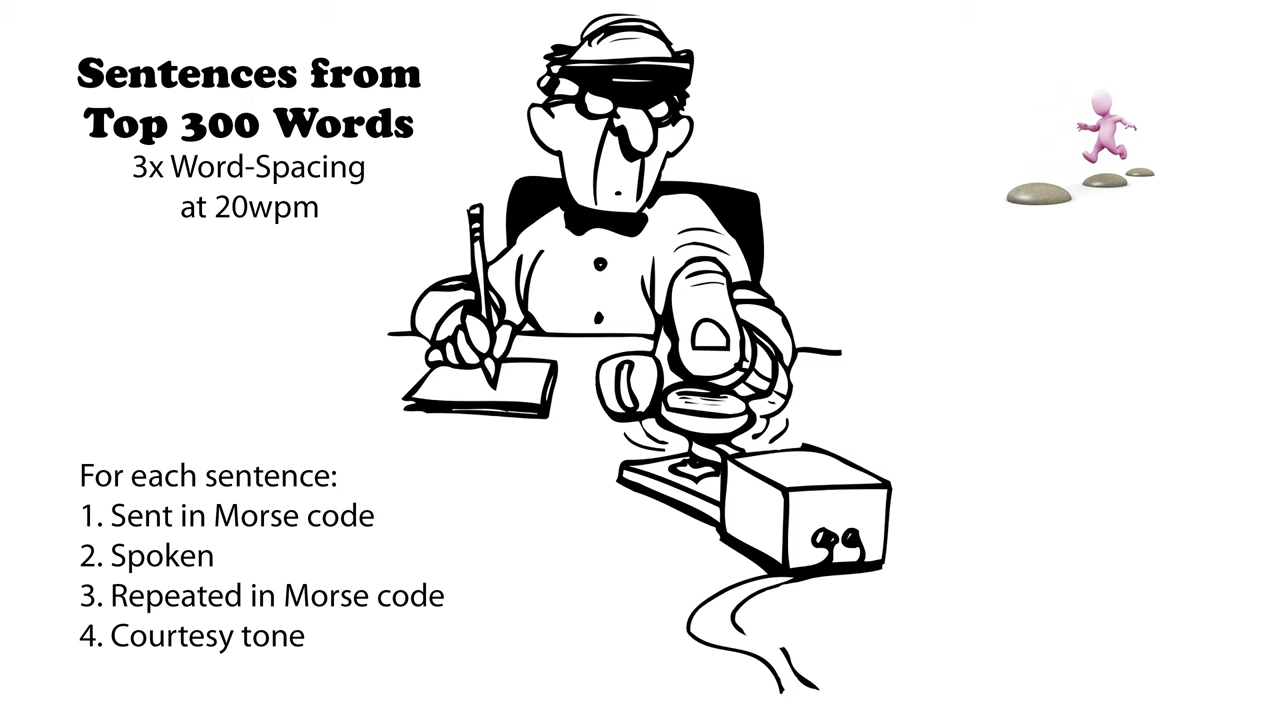 Sentences from
Top 300 Words
3x Word-Spacing
at 20wpm
For each sentence:
1. Sent in Morse code
2. Spoken
3. Repeated in Morse code
4. Courtesy tone